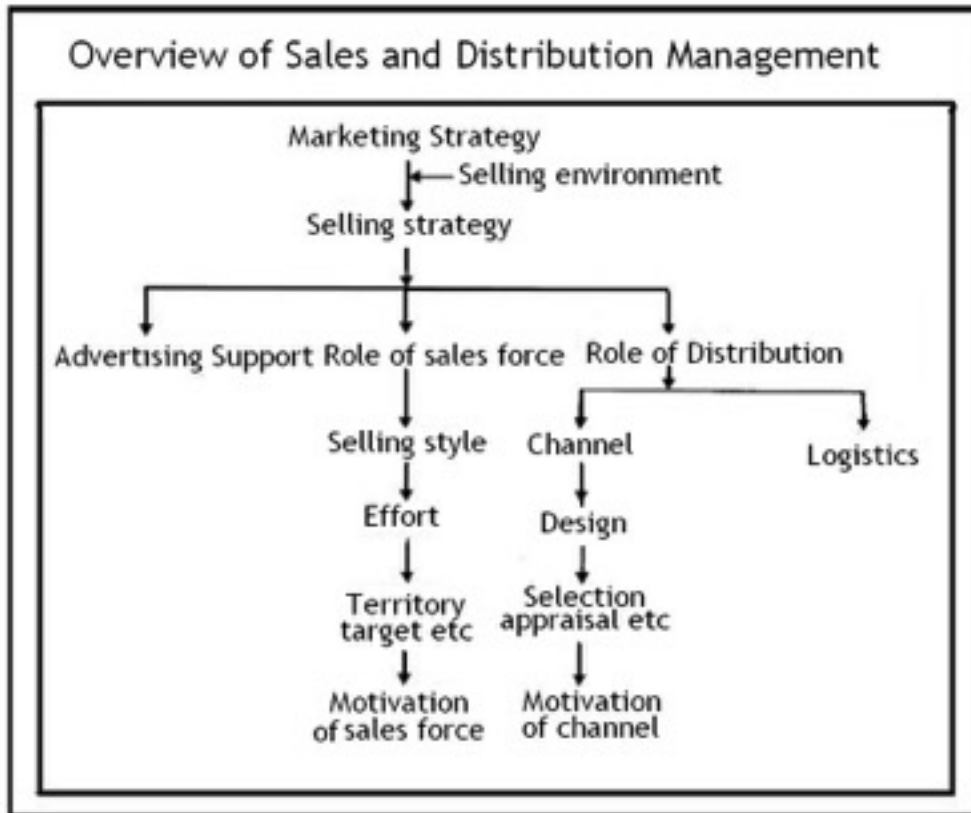 Overview of Sales and Distribution Management
Marketing Strategy
Selling environment
Selling strategy
Advertising Support
Role of sales force
Role of Distribution
Selling style
Channel
Logistics
Effort
Design
Territory
target etc
Selection
appraisal etc
Motivation
of sales force
Motivation
of channel